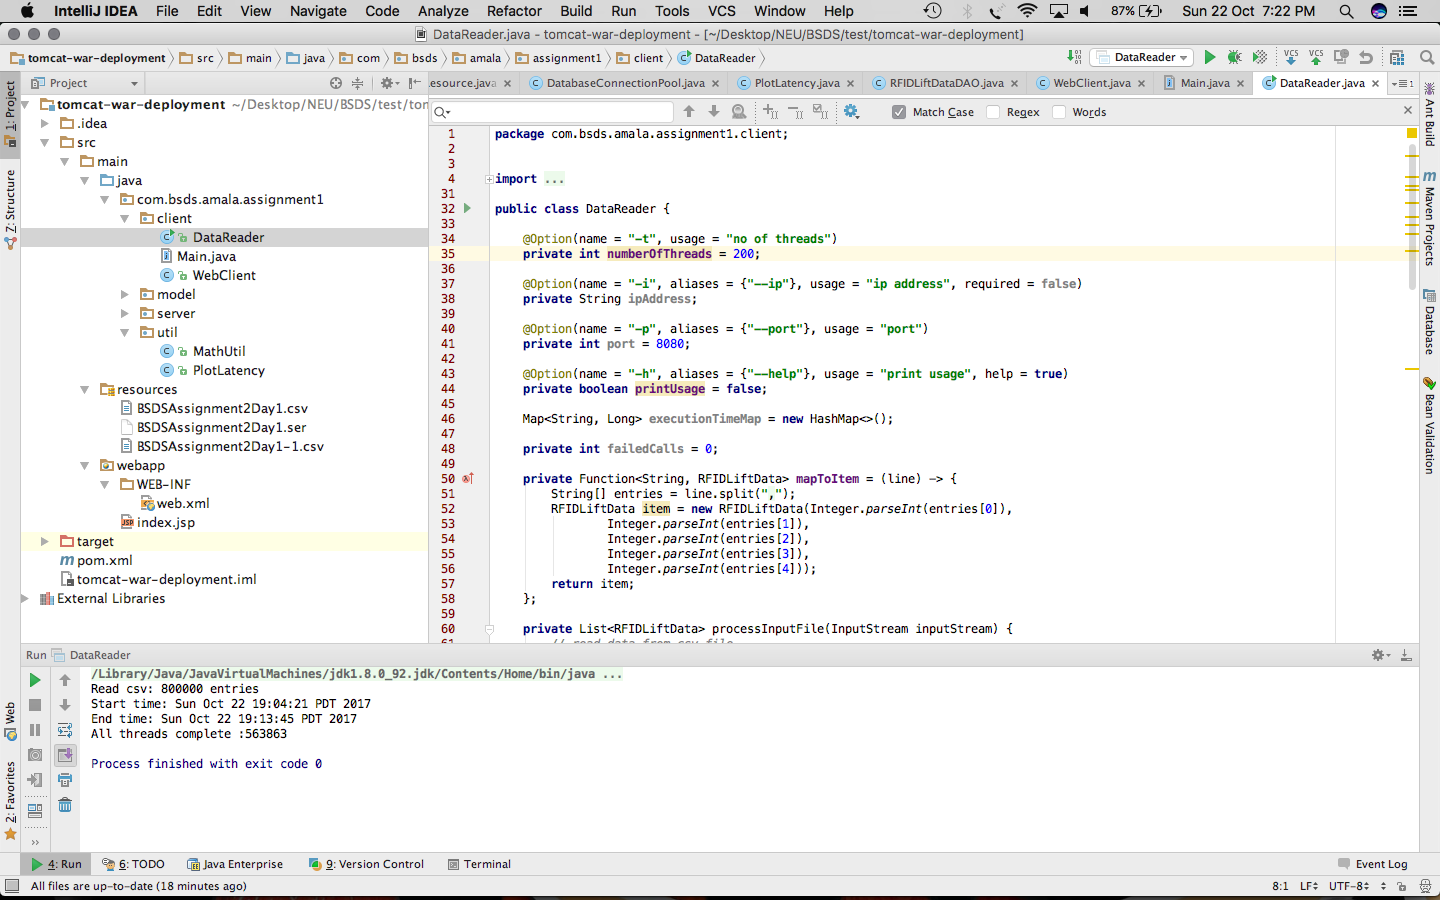 IntelliJ IDEA File Edit View Navigate Code Analyze Refactor Build Run Tools VCS Window Help 87% Sun 22 Oct 7:22 PM
DataReader.java - tomcat-war-deployment - [~/Desktop/NEU/BSDS/test/tomcat-war-deployment]
tomcat-war-deployment src main java com bsds amala assignment1 client DataReader DataReader VCS VCS
Project esource.java DatabaseConnectionPool.java PlotLatency.java RFIDLiftDataDAO.java WebClient.java Main.java DataReader.java
Match Case Regex Words
1: Project
Z: Structure
Web
2: Favorites
tomcat-war-deployment ~/Desktop/NEU/BSDS/test/tom
.idea
src
main
java
com.bsds.amala.assignment1
client
DataReader
Main.java
WebClient
model
server
util
MathUtil
PlotLatency
resources
BSDSAssignment2Day1.csv
BSDSAssignment2Day1.ser
BSDSAssignment2Day1-1.csv
webapp
WEB-INF
web.xml
index.jsp
target
pom.xml
tomcat-war-deployment.iml
External Libraries
1 package com.bsds.amala.assignment1.client;
2
3
4 import ...
31
32 public class DataReader {
33
34 @Option(name = "-t", usage = "no of threads")
35 private int numberOfThreads = 200;
36
37 @Option(name = "-i", aliases = {"--ip"}, usage = "ip address", required = false)
38 private String ipAddress;
39
40 @Option(name = "-p", aliases = {"--port"}, usage = "port")
41 private int port = 8080;
42
43 @Option(name = "-h", aliases = {"--help"}, usage = "print usage", help = true)
44 private boolean printUsage = false;
45
46 Map<String, Long> executionTimeMap = new HashMap<>();
47
48 private int failedCalls = 0;
49
50 private Function<String, RFIDLiftData> mapToItem = (line) -> {
51 String[] entries = line.split(",");
52 RFIDLiftData item = new RFIDLiftData(Integer.parseInt(entries[0]),
53 Integer.parseInt(entries[1]),
54 Integer.parseInt(entries[2]),
55 Integer.parseInt(entries[3]),
56 Integer.parseInt(entries[4]));
57 return item;
58 };
59
60 private List<RFIDLiftData> processInputFile(InputStream inputStream) {
61 // read data from csv file
Ant Build
Maven Projects
Database
Bean Validation
Run DataReader
/Library/Java/JavaVirtualMachines/jdk1.8.0_92.jdk/Contents/Home/bin/java ...
Read csv: 800000 entries
Start time: Sun Oct 22 19:04:21 PDT 2017
End time: Sun Oct 22 19:13:45 PDT 2017
All threads complete :563863
Process finished with exit code 0
4: Run 6: TODO Java Enterprise 9: Version Control Terminal Event Log
All files are up-to-date (18 minutes ago) 8:1 LF UTF-8